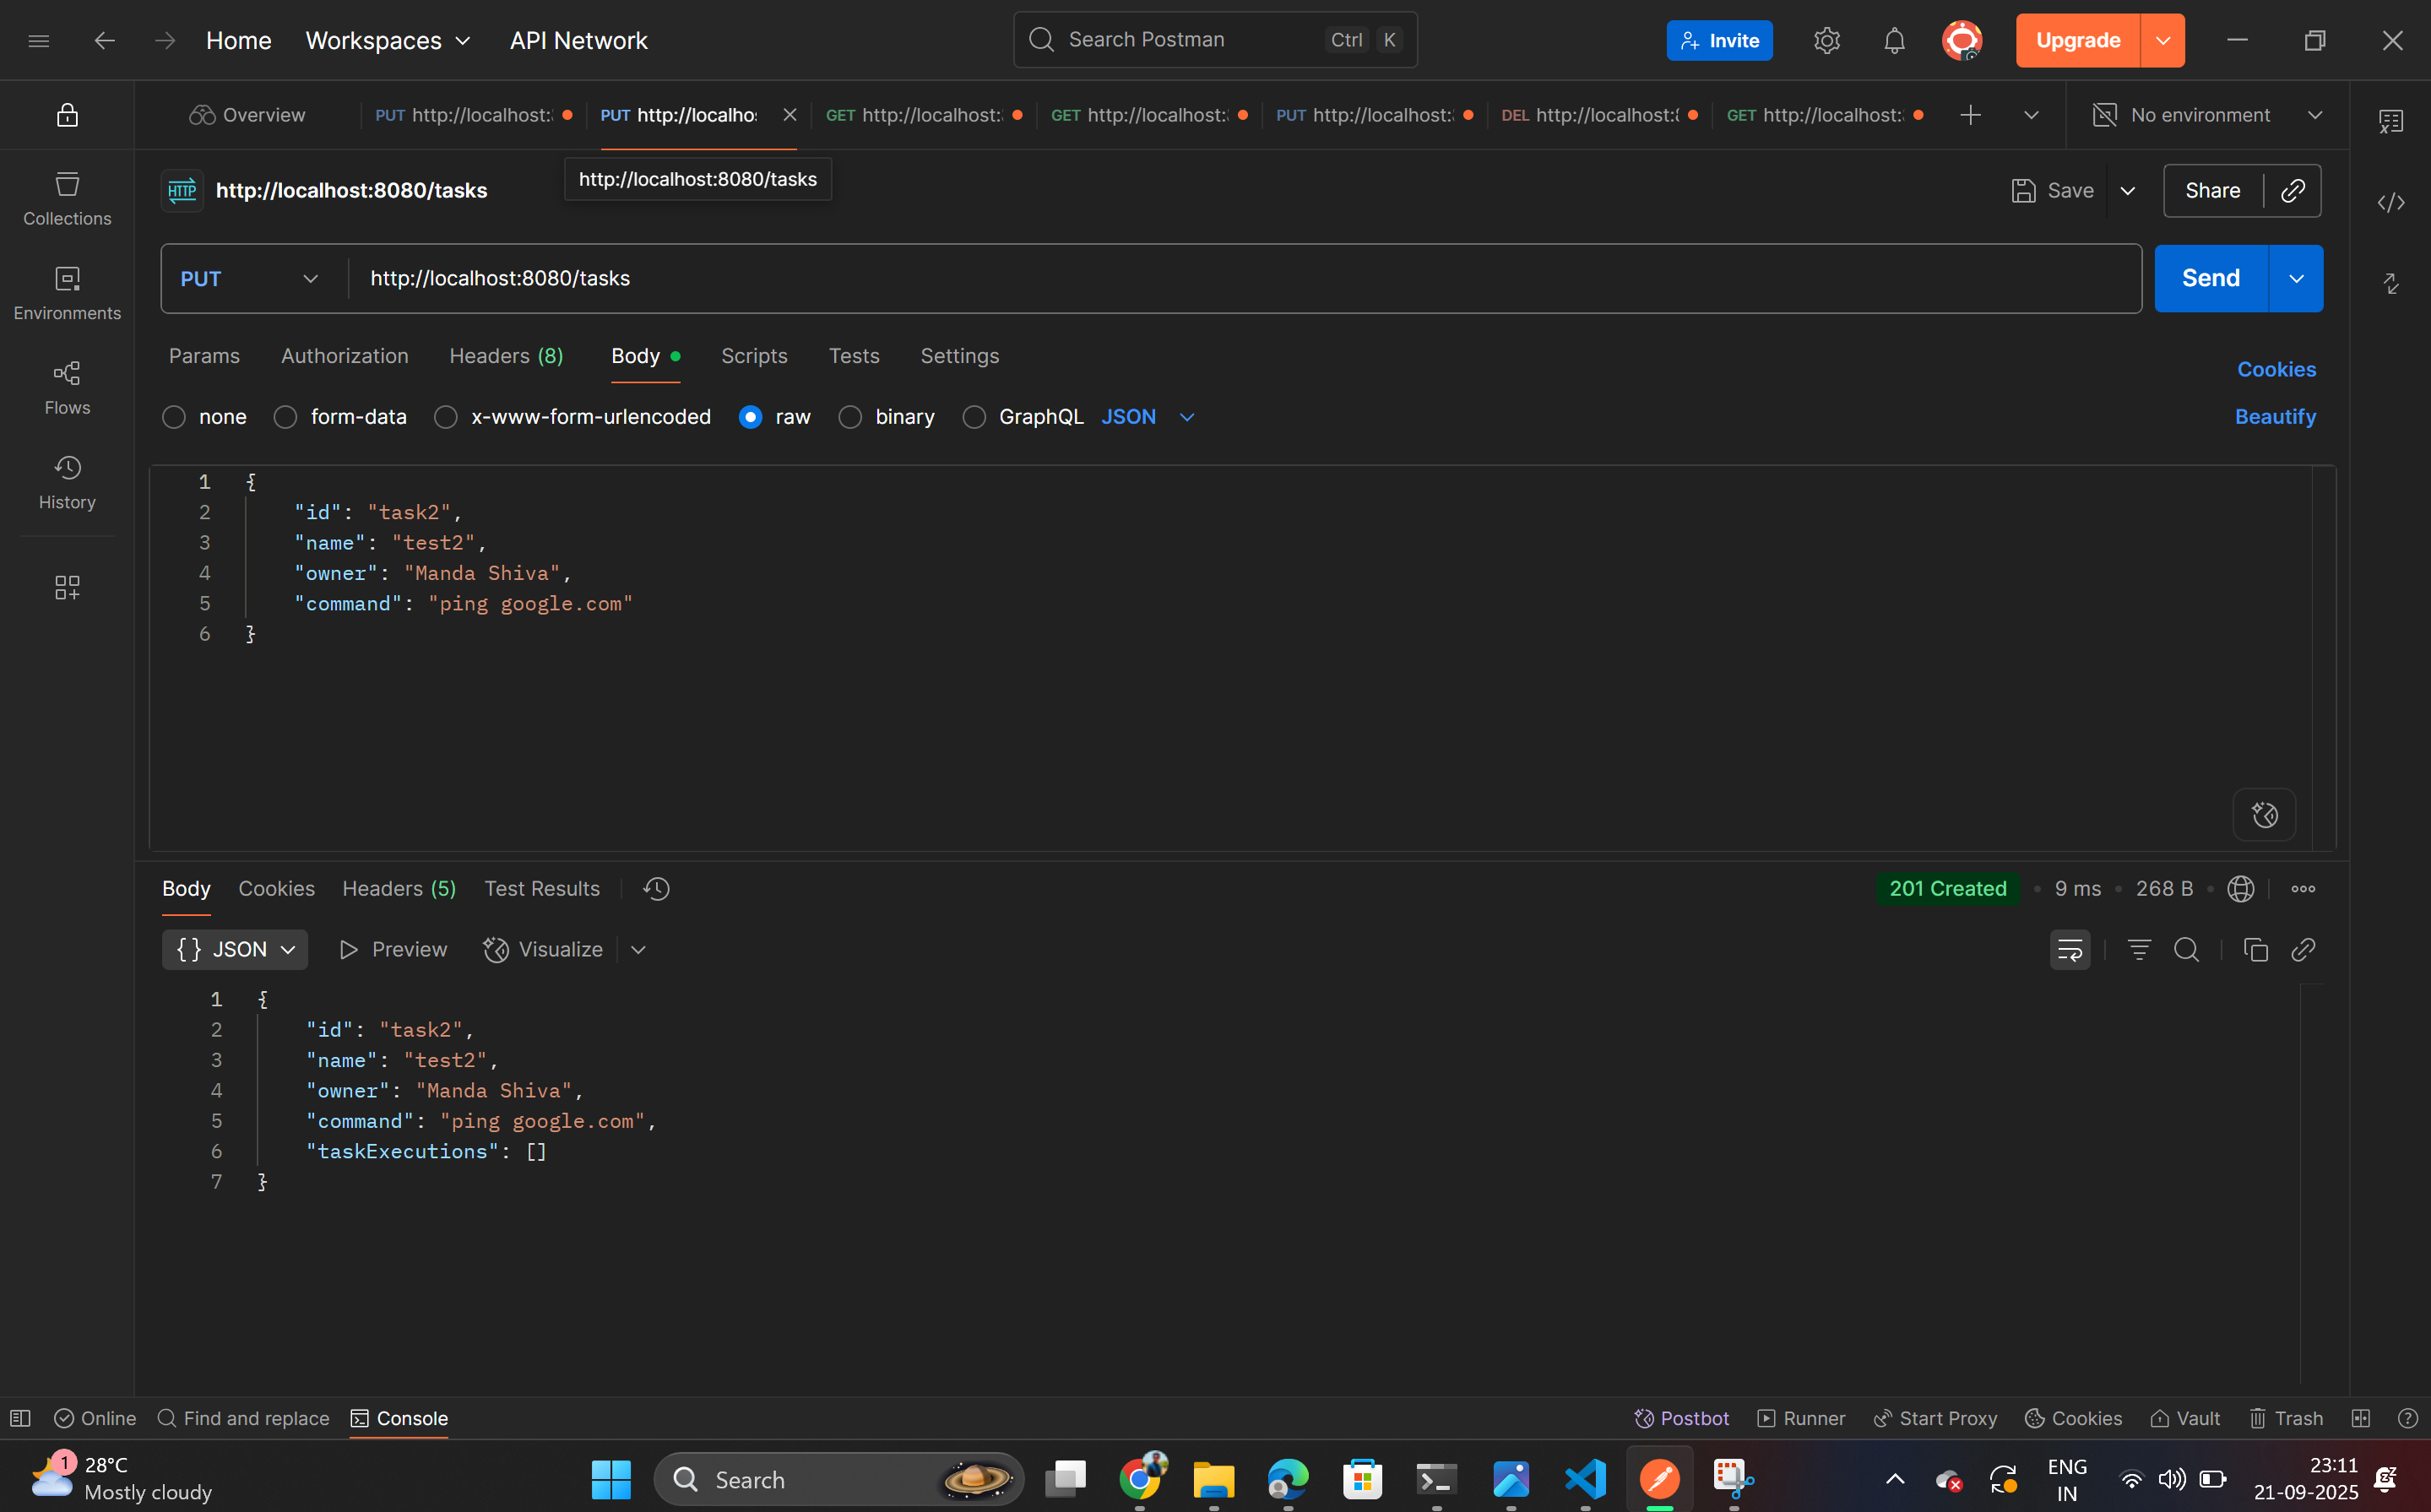 Home Workspaces API Network Search Postman Ctrl K Invite Upgrade
Overview PUT http://localhost: PUT http://localhos GET http://localhost: GET http://localhost: PUT http://localhost: DEL http://localhost:8 GET http://localhost: No environment
HTTP http://localhost:8080/tasks http://localhost:8080/tasks Save Share
Collections
Environments
Flows
History
PUT http://localhost:8080/tasks Send
Params Authorization Headers (8) Body Scripts Tests Settings Cookies
none form-data x-www-form-urlencoded raw binary GraphQL JSON Beautify
1 {
2 "id": "task2",
3 "name": "test2",
4 "owner": "Manda Shiva",
5 "command": "ping google.com"
6 }
Body Cookies Headers (5) Test Results 201 Created 9 ms 268 B
{} JSON Preview Visualize
1 {
2 "id": "task2",
3 "name": "test2",
4 "owner": "Manda Shiva",
5 "command": "ping google.com",
6 "taskExecutions": []
7 }
Online Find and replace Console Postbot Runner Start Proxy Cookies Vault Trash
1 28°C
Mostly cloudy
Search
ENG
IN
23:11
21-09-2025